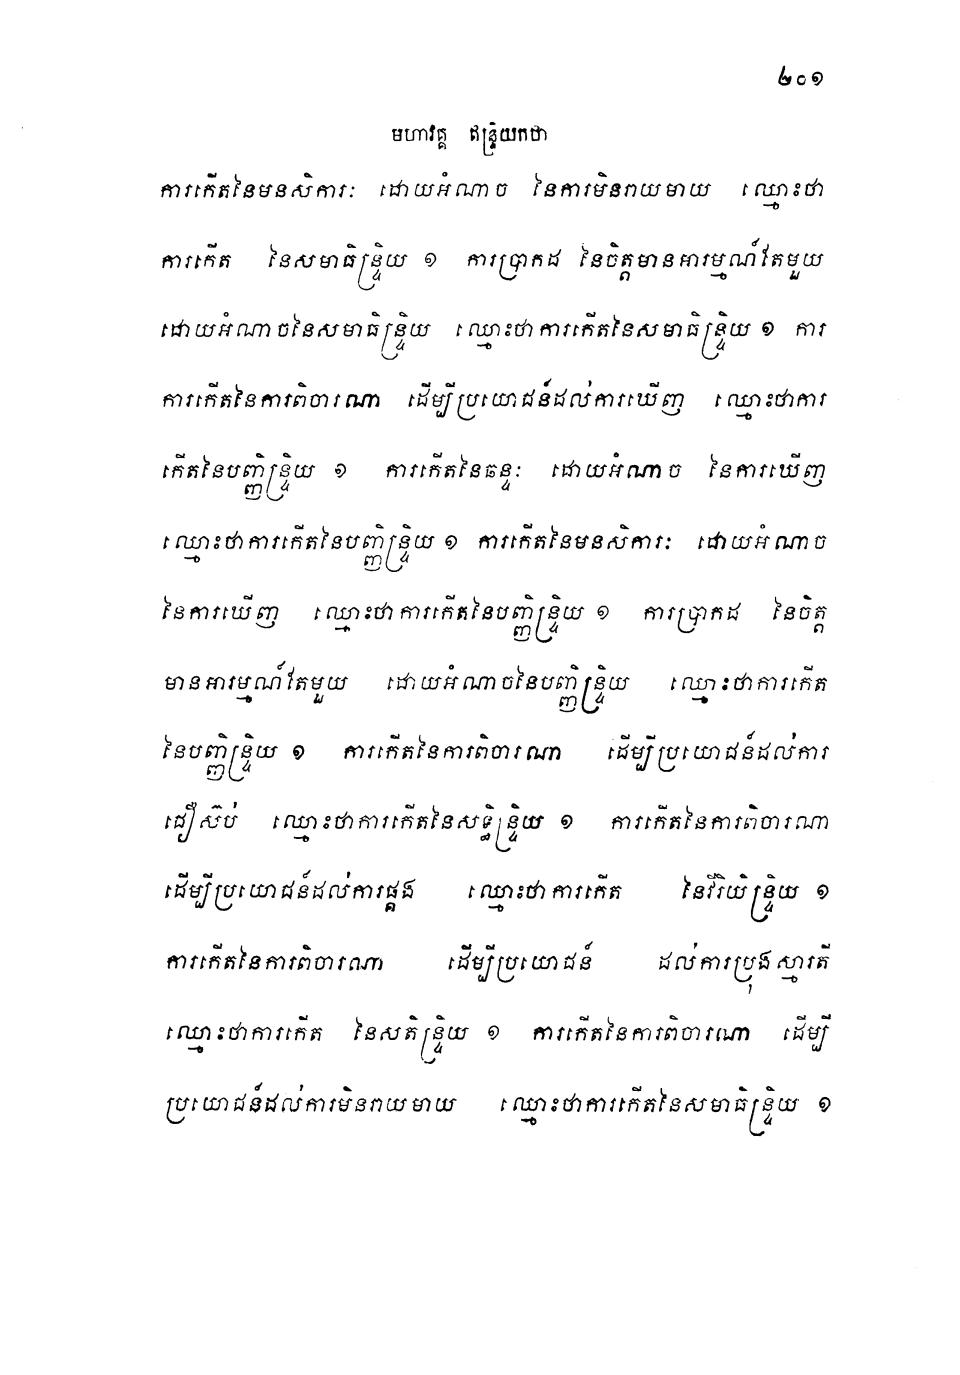 ២០១
មហាវគ្គ ឥន្ទ្រិយកថា
ការកើតនៃមនសិការៈ ដោយអំណាច នៃការមិនរាយមាយ ឈ្មោះថា
ការកើត នៃសមាធិន្ទ្រិយ ១ ការប្រាកដ នៃចិត្តមានអារម្មណ៍តែមួយ
ដោយអំណាចនៃសមាធិន្ទ្រិយ ឈ្មោះថាការកើតនៃសមាធិន្ទ្រិយ ១ ការ
ការកើតនៃការពិចារណា ដើម្បីប្រយោជន៍ដល់ការឃើញ ឈ្មោះថាការ
កើតនៃបញ្ញិន្ទ្រិយ ១ ការកើតនៃឆន្ទៈ ដោយអំណាច នៃការឃើញ
ឈ្មោះថាការកើតនៃបញ្ញិន្ទ្រិយ ១ ការកើតនៃមនសិការៈ ដោយអំណាច
នៃការឃើញ ឈ្មោះថាការកើតនៃបញ្ញិន្ទ្រិយ ១ ការប្រាកដ នៃចិត្ត
មានអារម្មណ៍តែមួយ ដោយអំណាចនៃបញ្ញិន្ទ្រិយ ឈ្មោះថាការកើត
នៃបញ្ញិន្ទ្រិយ ១ ការកើតនៃការពិចារណា ដើម្បីប្រយោជន៍ដល់ការ
ជឿស៊ប់ ឈ្មោះថាការកើតនៃសទ្ធិន្ទ្រិយ ១ ការកើតនៃការពិចារណា
ដើម្បីប្រយោជន៍ដល់ការផ្គង ឈ្មោះថាការកើត នៃវីរិយិន្ទ្រិយ ១
ការកើតនៃការពិចារណា ដើម្បីប្រយោជន៍ ដល់ការប្រុងស្មារតី
ឈ្មោះថាការកើត នៃសតិន្ទ្រិយ ១ ការកើតនៃការពិចារណា ដើម្បី
ប្រយោជន៍ដល់ការមិនរាយមាយ ឈ្មោះថាការកើតនៃសមាធិន្ទ្រិយ ១